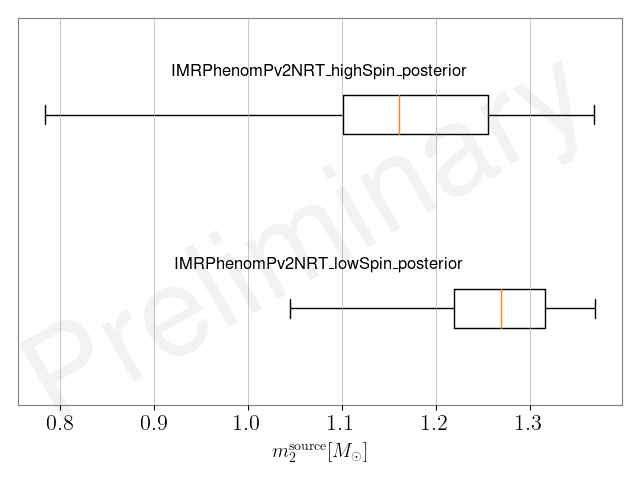 IMRPhenomPv2NRT_highSpin_posterior
Preliminary
IMRPhenomPv2NRT_lowSpin_posterior
0.8 0.9 1.0 1.1 1.2 1.3
m₂^source[M⊙]